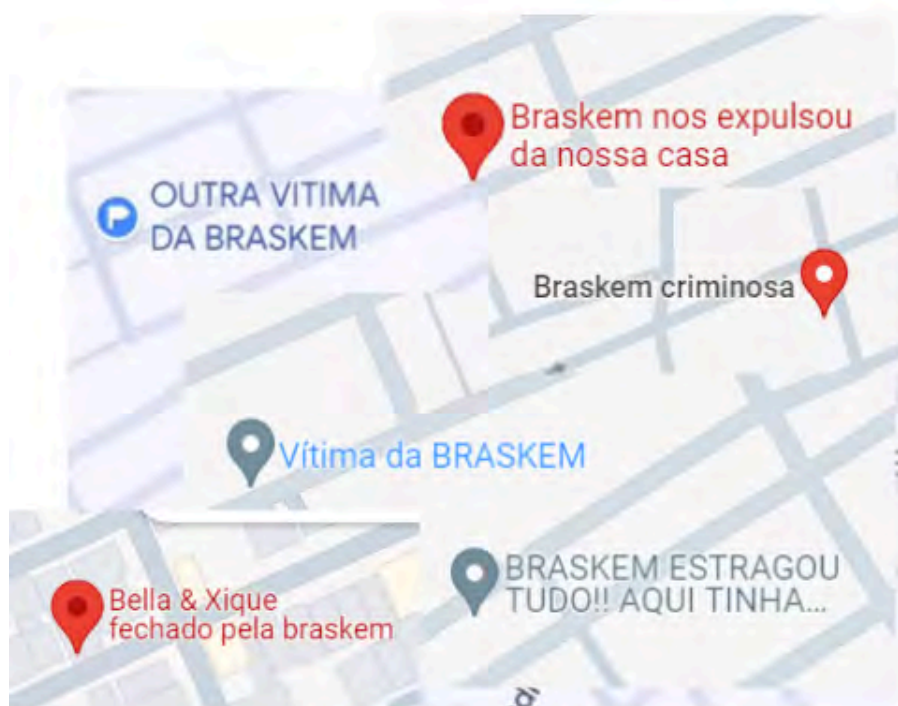 Braskem nos expulsou
da nossa casa
OUTRA VITIMA
DA BRASKEM
Braskem criminosa
Vítima da BRASKEM
BRASKEM ESTRAGOU
TUDO!! AQUI TINHA...
Bella & Xique
fechado pela braskem